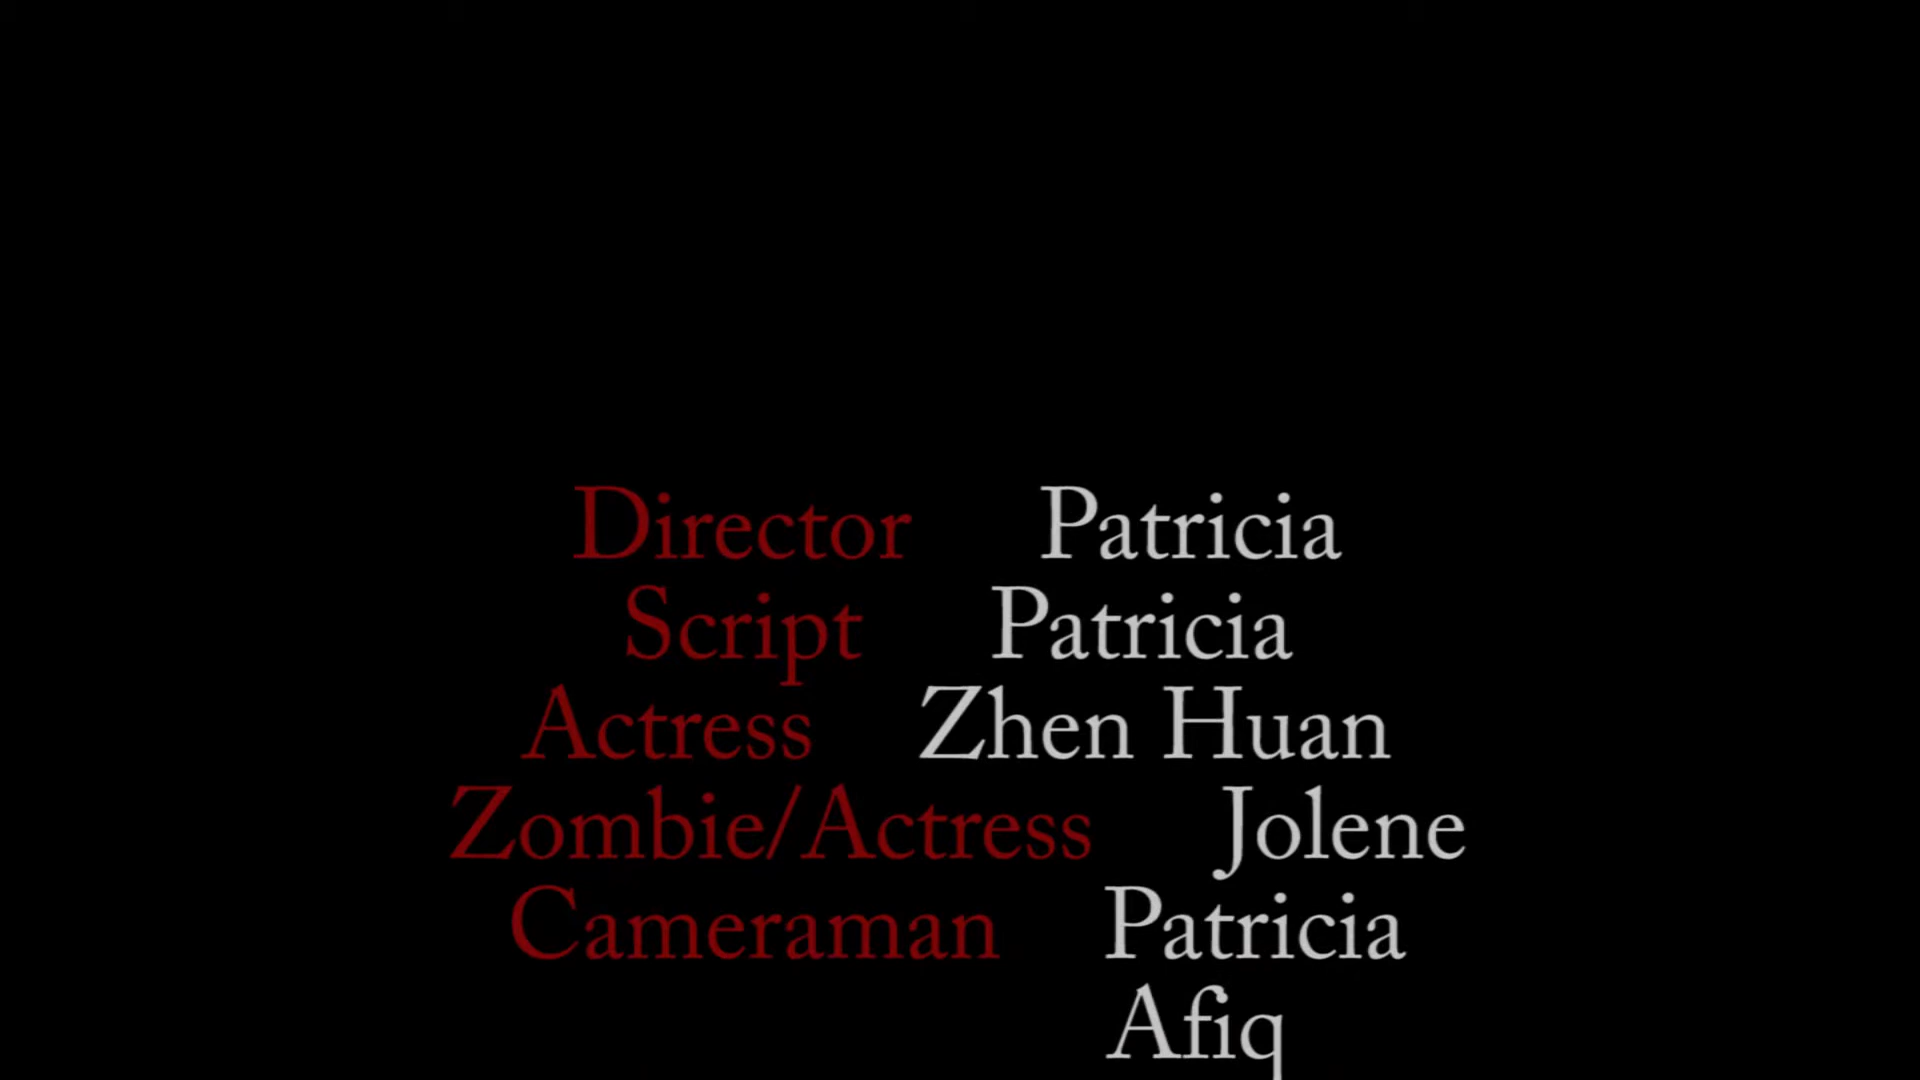 Director Patricia
Script Patricia
Actress Zhen Huan
Zombie/Actress Jolene
Cameraman Patricia
Afiq